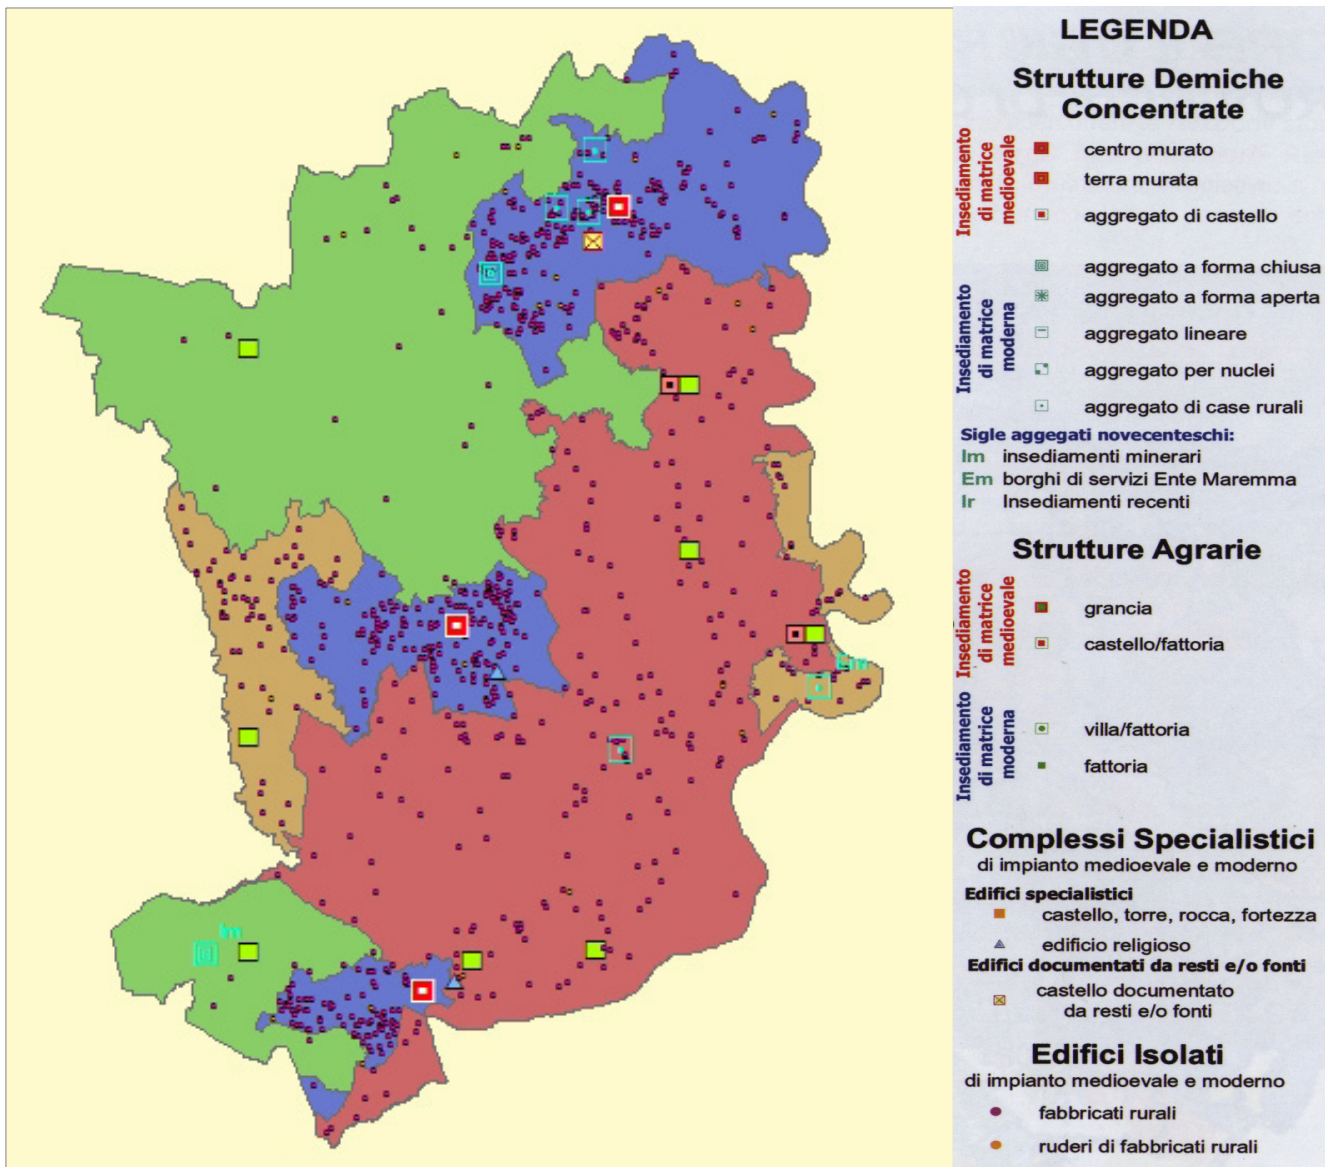 LEGENDA
Strutture Demiche
Concentrate
Insediamento
di matrice
medioevale
centro murato
terra murata
aggregato di castello
Insediamento
di matrice
moderna
aggregato a forma chiusa
aggregato a forma aperta
aggregato lineare
aggregato per nuclei
aggregato di case rurali
Sigle aggegati novecenteschi:
Im insediamenti minerari
Em borghi di servizi Ente Maremma
Ir Insediamenti recenti
Strutture Agrarie
Insediamento
di matrice
medioevale
grancia
castello/fattoria
Insediamento
di matrice
moderna
villa/fattoria
fattoria
Complessi Specialistici
di impianto medioevale e moderno
Edifici specialistici
castello, torre, rocca, fortezza
edificio religioso
Edifici documentati da resti e/o fonti
castello documentato
da resti e/o fonti
Edifici Isolati
di impianto medioevale e moderno
fabbricati rurali
ruderi di fabbricati rurali
Em
Im